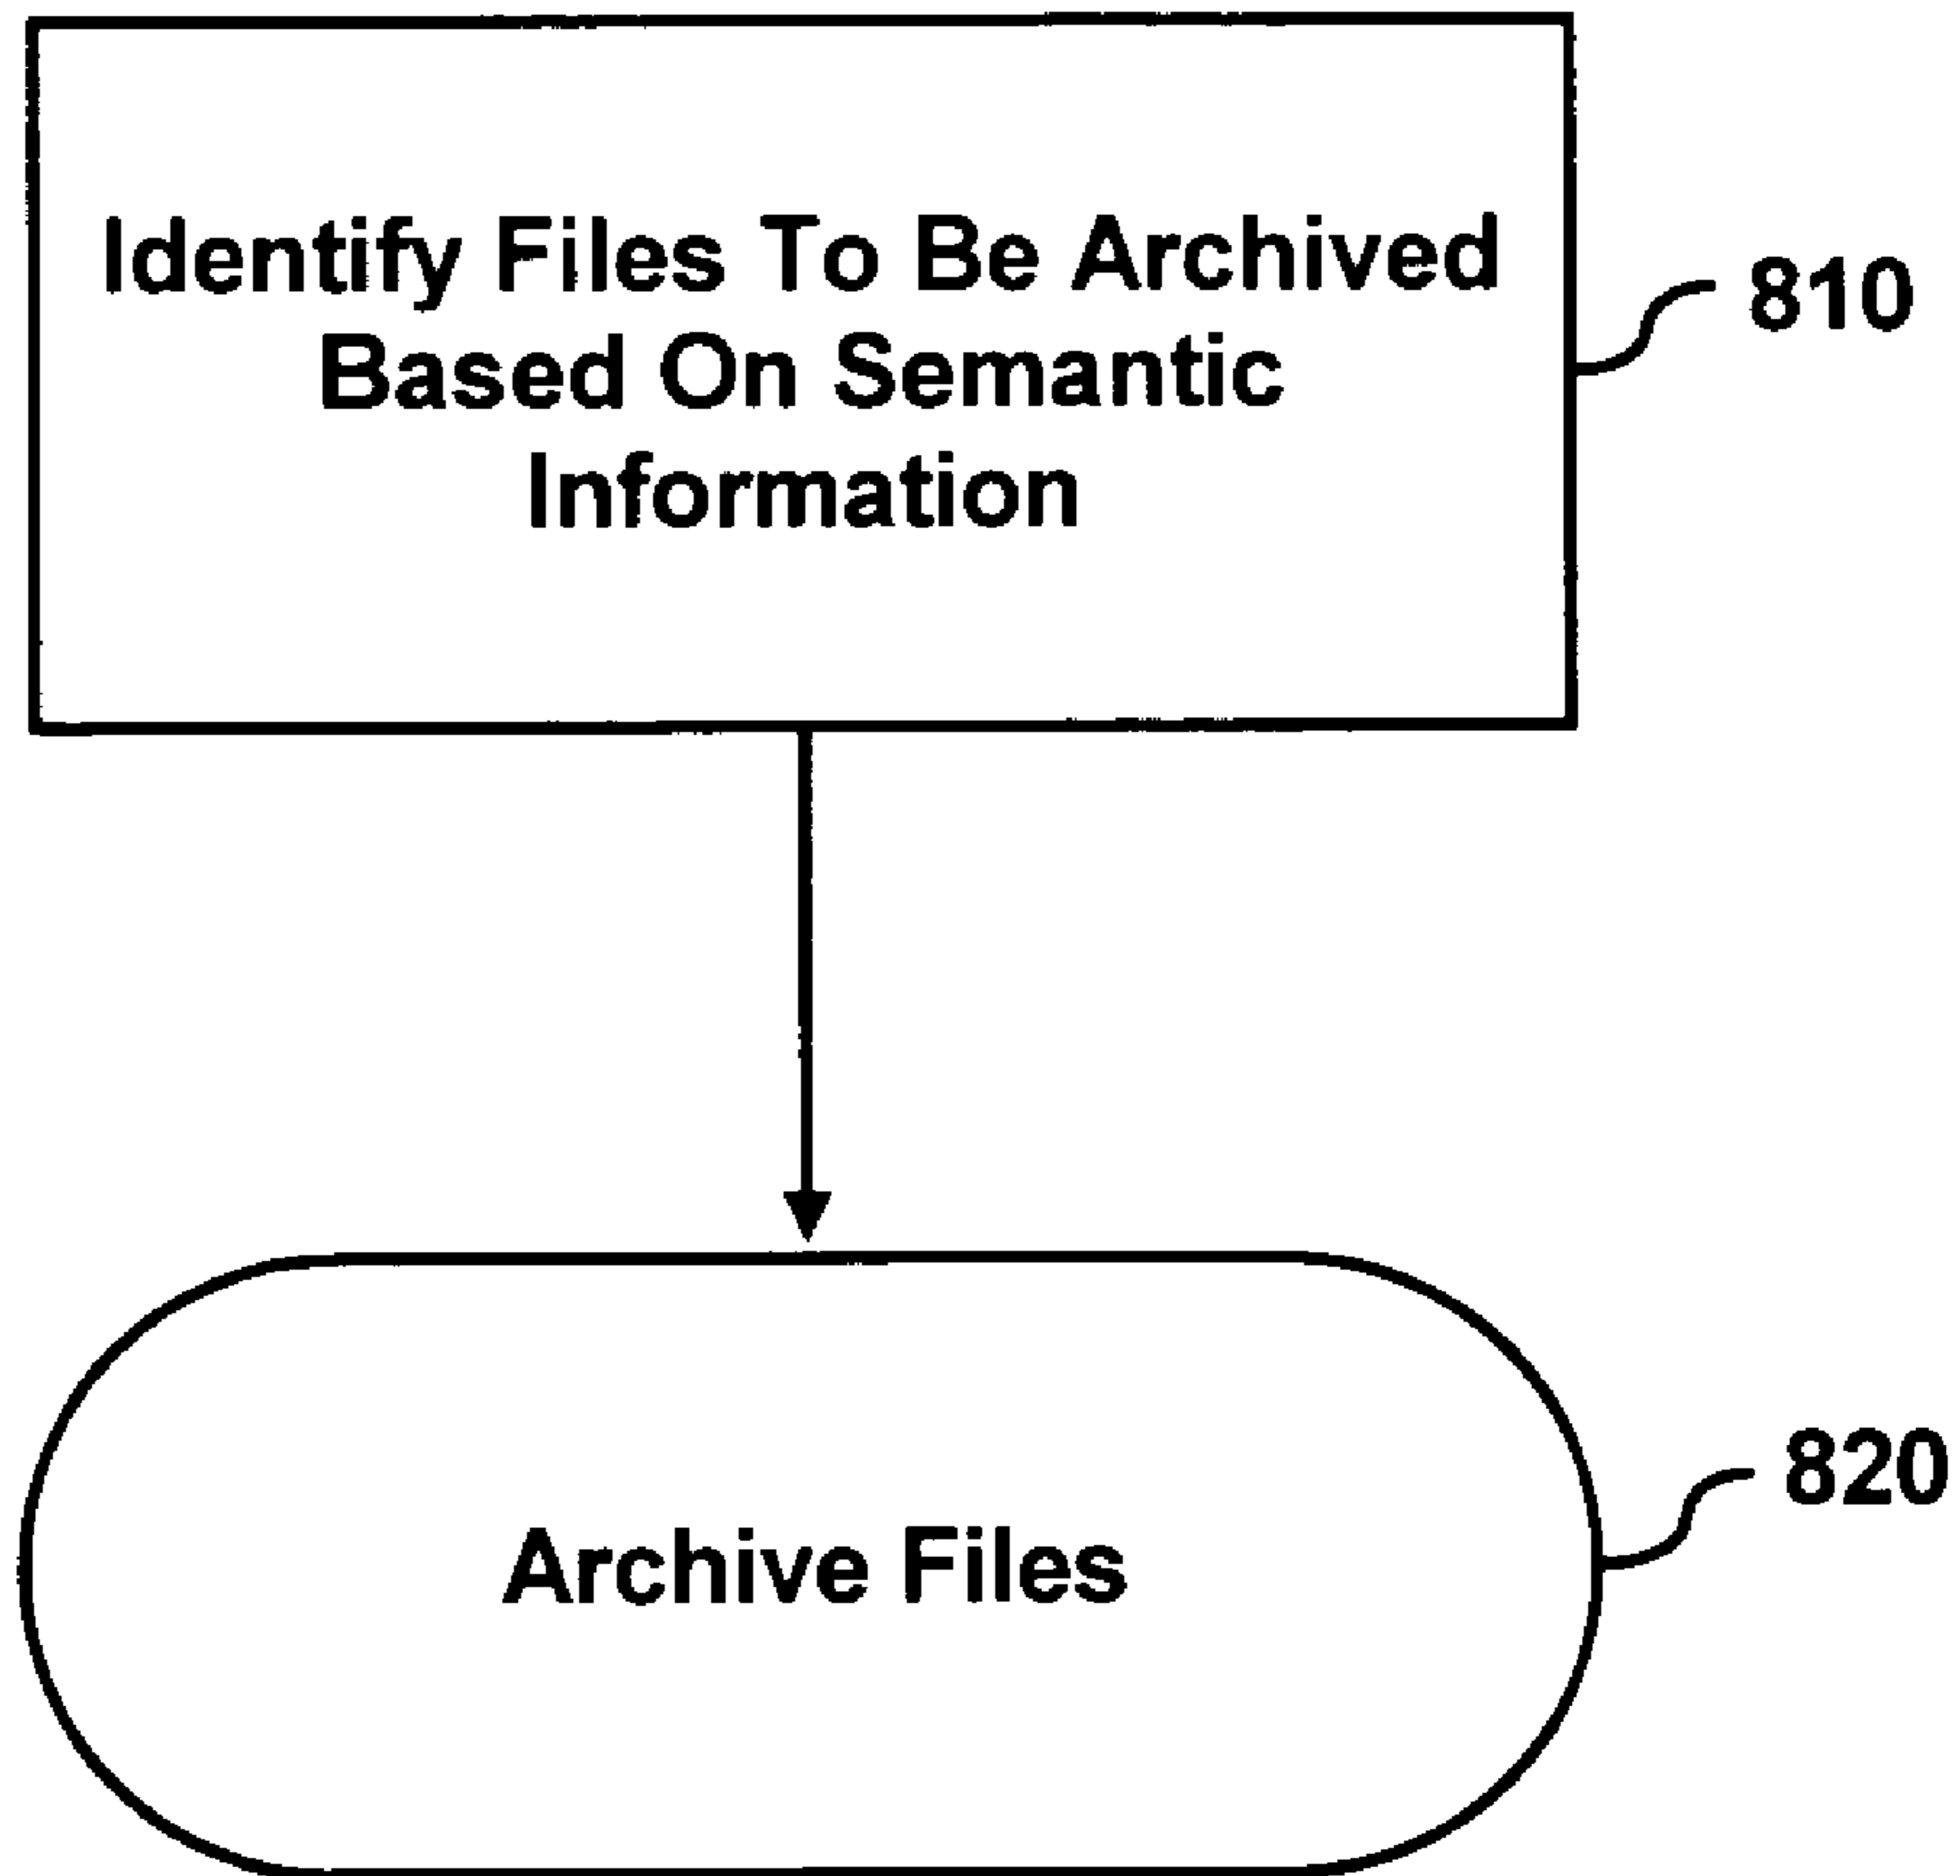 Identify Files To Be Archived
Based On Semantic
Information
810
Archive Files
820